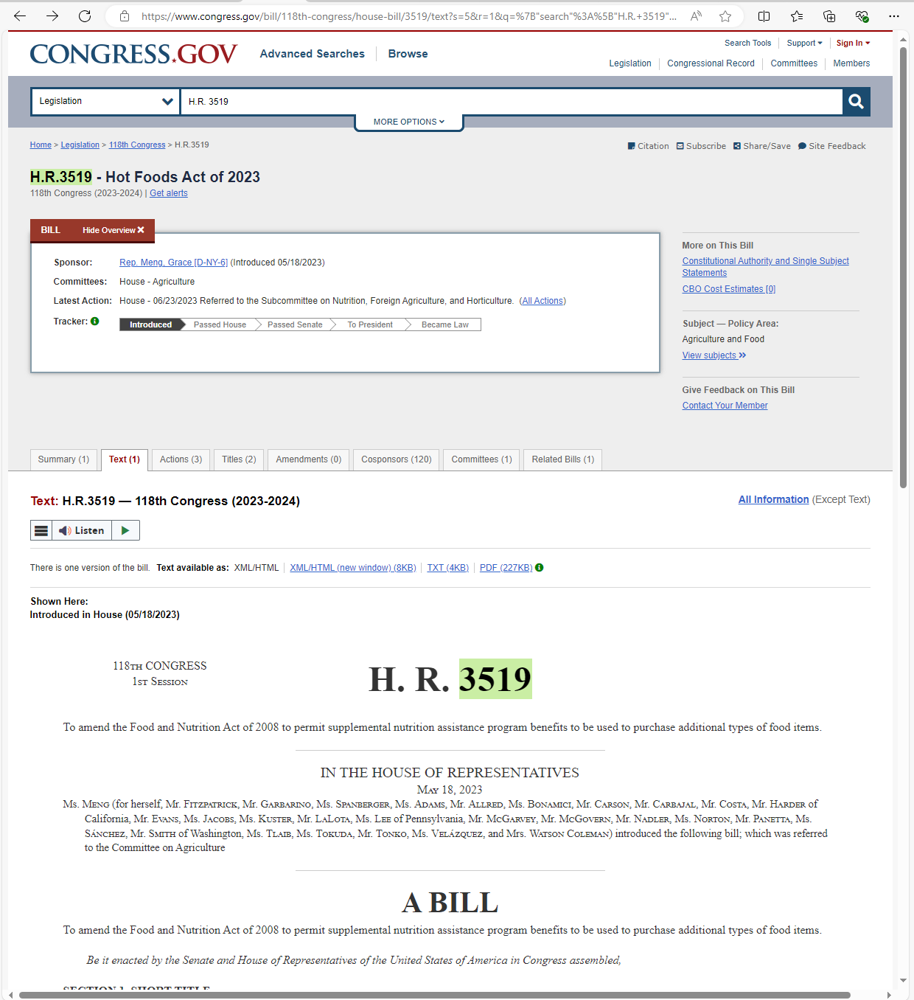 https://www.congress.gov/bill/118th-congress/house-bill/3519/text?s=5&r=1&q=%7B"search"%3A%5B"H.R.+3519"...
CONGRESS.GOV
Advanced Searches
Browse
Search Tools
Support
Sign In
Legislation
Congressional Record
Committees
Members
Legislation
H.R. 3519
MORE OPTIONS
Home > Legislation > 118th Congress > H.R.3519
Citation
Subscribe
Share/Save
Site Feedback
H.R.3519 - Hot Foods Act of 2023
118th Congress (2023-2024) | Get alerts
BILL
Hide Overview
Sponsor: Rep. Meng, Grace [D-NY-6] (Introduced 05/18/2023)
Committees: House - Agriculture
Latest Action: House - 06/23/2023 Referred to the Subcommittee on Nutrition, Foreign Agriculture, and Horticulture. (All Actions)
Tracker:
Introduced
Passed House
Passed Senate
To President
Became Law
More on This Bill
Constitutional Authority and Single Subject
Statements
CBO Cost Estimates [0]
Subject — Policy Area:
Agriculture and Food
View subjects
Give Feedback on This Bill
Contact Your Member
Summary (1)
Text (1)
Actions (3)
Titles (2)
Amendments (0)
Cosponsors (120)
Committees (1)
Related Bills (1)
Text: H.R.3519 — 118th Congress (2023-2024)
All Information (Except Text)
Listen
There is one version of the bill. Text available as: XML/HTML | XML/HTML (new window) (8KB) | TXT (4KB) | PDF (227KB)
Shown Here:
Introduced in House (05/18/2023)
118TH CONGRESS
1ST SESSION
H. R. 3519
To amend the Food and Nutrition Act of 2008 to permit supplemental nutrition assistance program benefits to be used to purchase additional types of food items.
IN THE HOUSE OF REPRESENTATIVES
MAY 18, 2023
Ms. MENG (for herself, Mr. FITZPATRICK, Mr. GARBARINO, Ms. SPANBERGER, Ms. ADAMS, Mr. ALLRED, Ms. BONAMICI, Mr. CARSON, Mr. CARBAJAL, Mr. COSTA, Mr. HARDER of
California, Mr. EVANS, Ms. JACOBS, Ms. KUSTER, Mr. LALOTA, Ms. LEE of Pennsylvania, Mr. MCGARVEY, Mr. MCGOVERN, Mr. NADLER, Ms. NORTON, Mr. PANETTA, Ms.
SÁNCHEZ, Mr. SMITH of Washington, Ms. TLAIB, Ms. TOKUDA, Mr. TONKO, Ms. VELÁZQUEZ, and Mrs. WATSON COLEMAN) introduced the following bill; which was referred
to the Committee on Agriculture
A BILL
To amend the Food and Nutrition Act of 2008 to permit supplemental nutrition assistance program benefits to be used to purchase additional types of food items.
Be it enacted by the Senate and House of Representatives of the United States of America in Congress assembled,
SECTION 1. SHORT TITLE